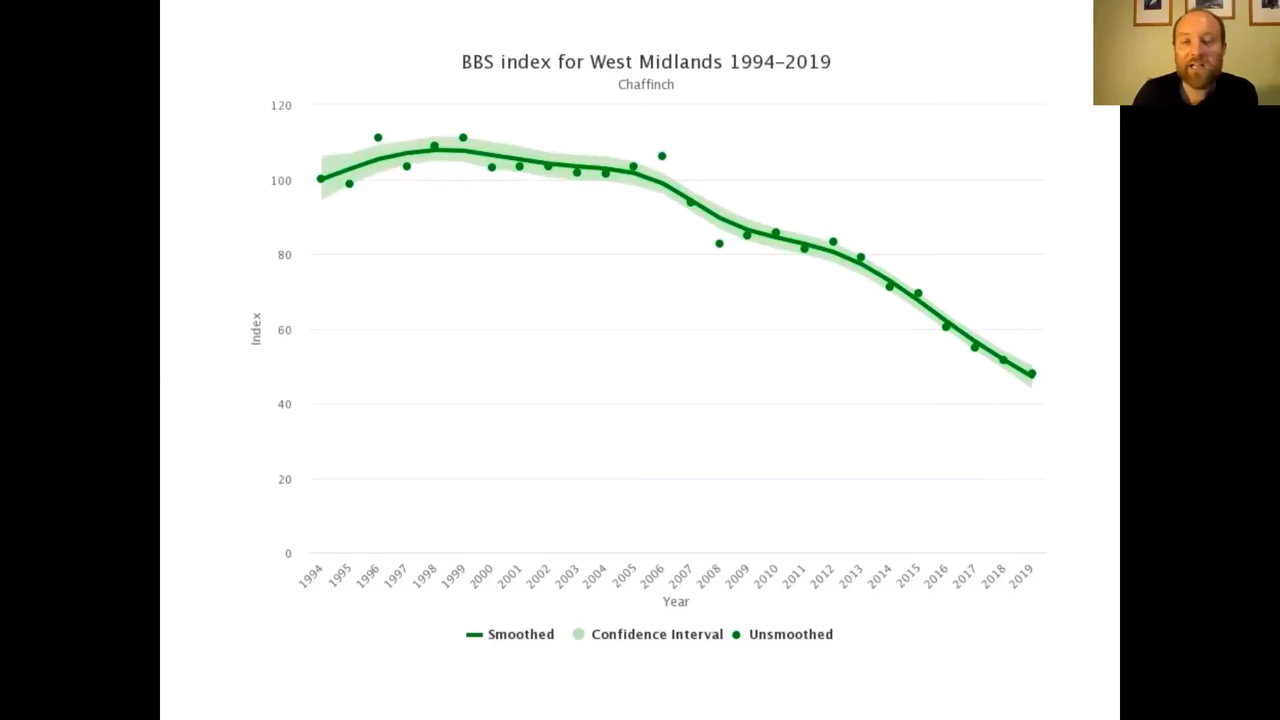 BBS index for West Midlands 1994–2019
Chaffinch
120
100
80
60
40
20
0
Index
1994 1995 1996 1997 1998 1999 2000 2001 2002 2003 2004 2005 2006 2007 2008 2009 2010 2011 2012 2013 2014 2015 2016 2017 2018 2019
Year
Smoothed Confidence Interval Unsmoothed